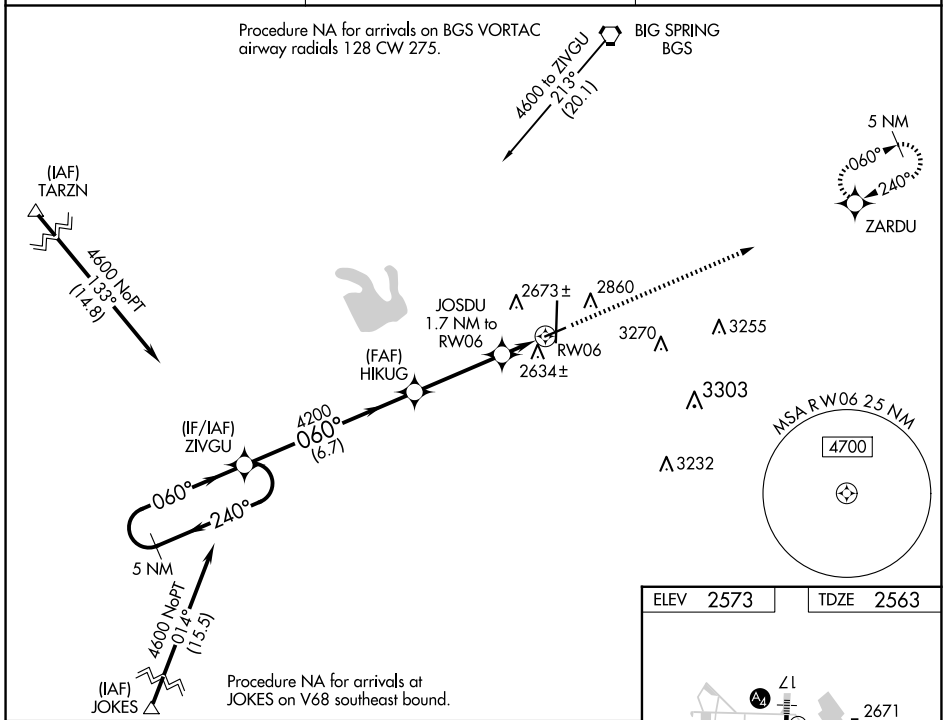 Procedure NA for arrivals on BGS VORTAC
airway radials 128 CW 275.
BIG SPRING
BGS
4600 to ZIVGU
213°
(20.1)
5 NM
060°
240°
ZARDU
(IAF)
TARZN
4600 NoPT
133°
(14.8)
JOSDU
1.7 NM to
RW06
2673±
2860
3270
3255
RW06
2634±
(FAF)
HIKUG
3303
MSA RW06 25 NM
4700
4200
060°
(6.7)
(IF/IAF)
ZIVGU
3232
060°
240°
5 NM
4600 NoPT
014°
(15.5)
(IAF)
JOKES
Procedure NA for arrivals at
JOKES on V68 southeast bound.
ELEV 2573
TDZE 2563
17
A4
2671